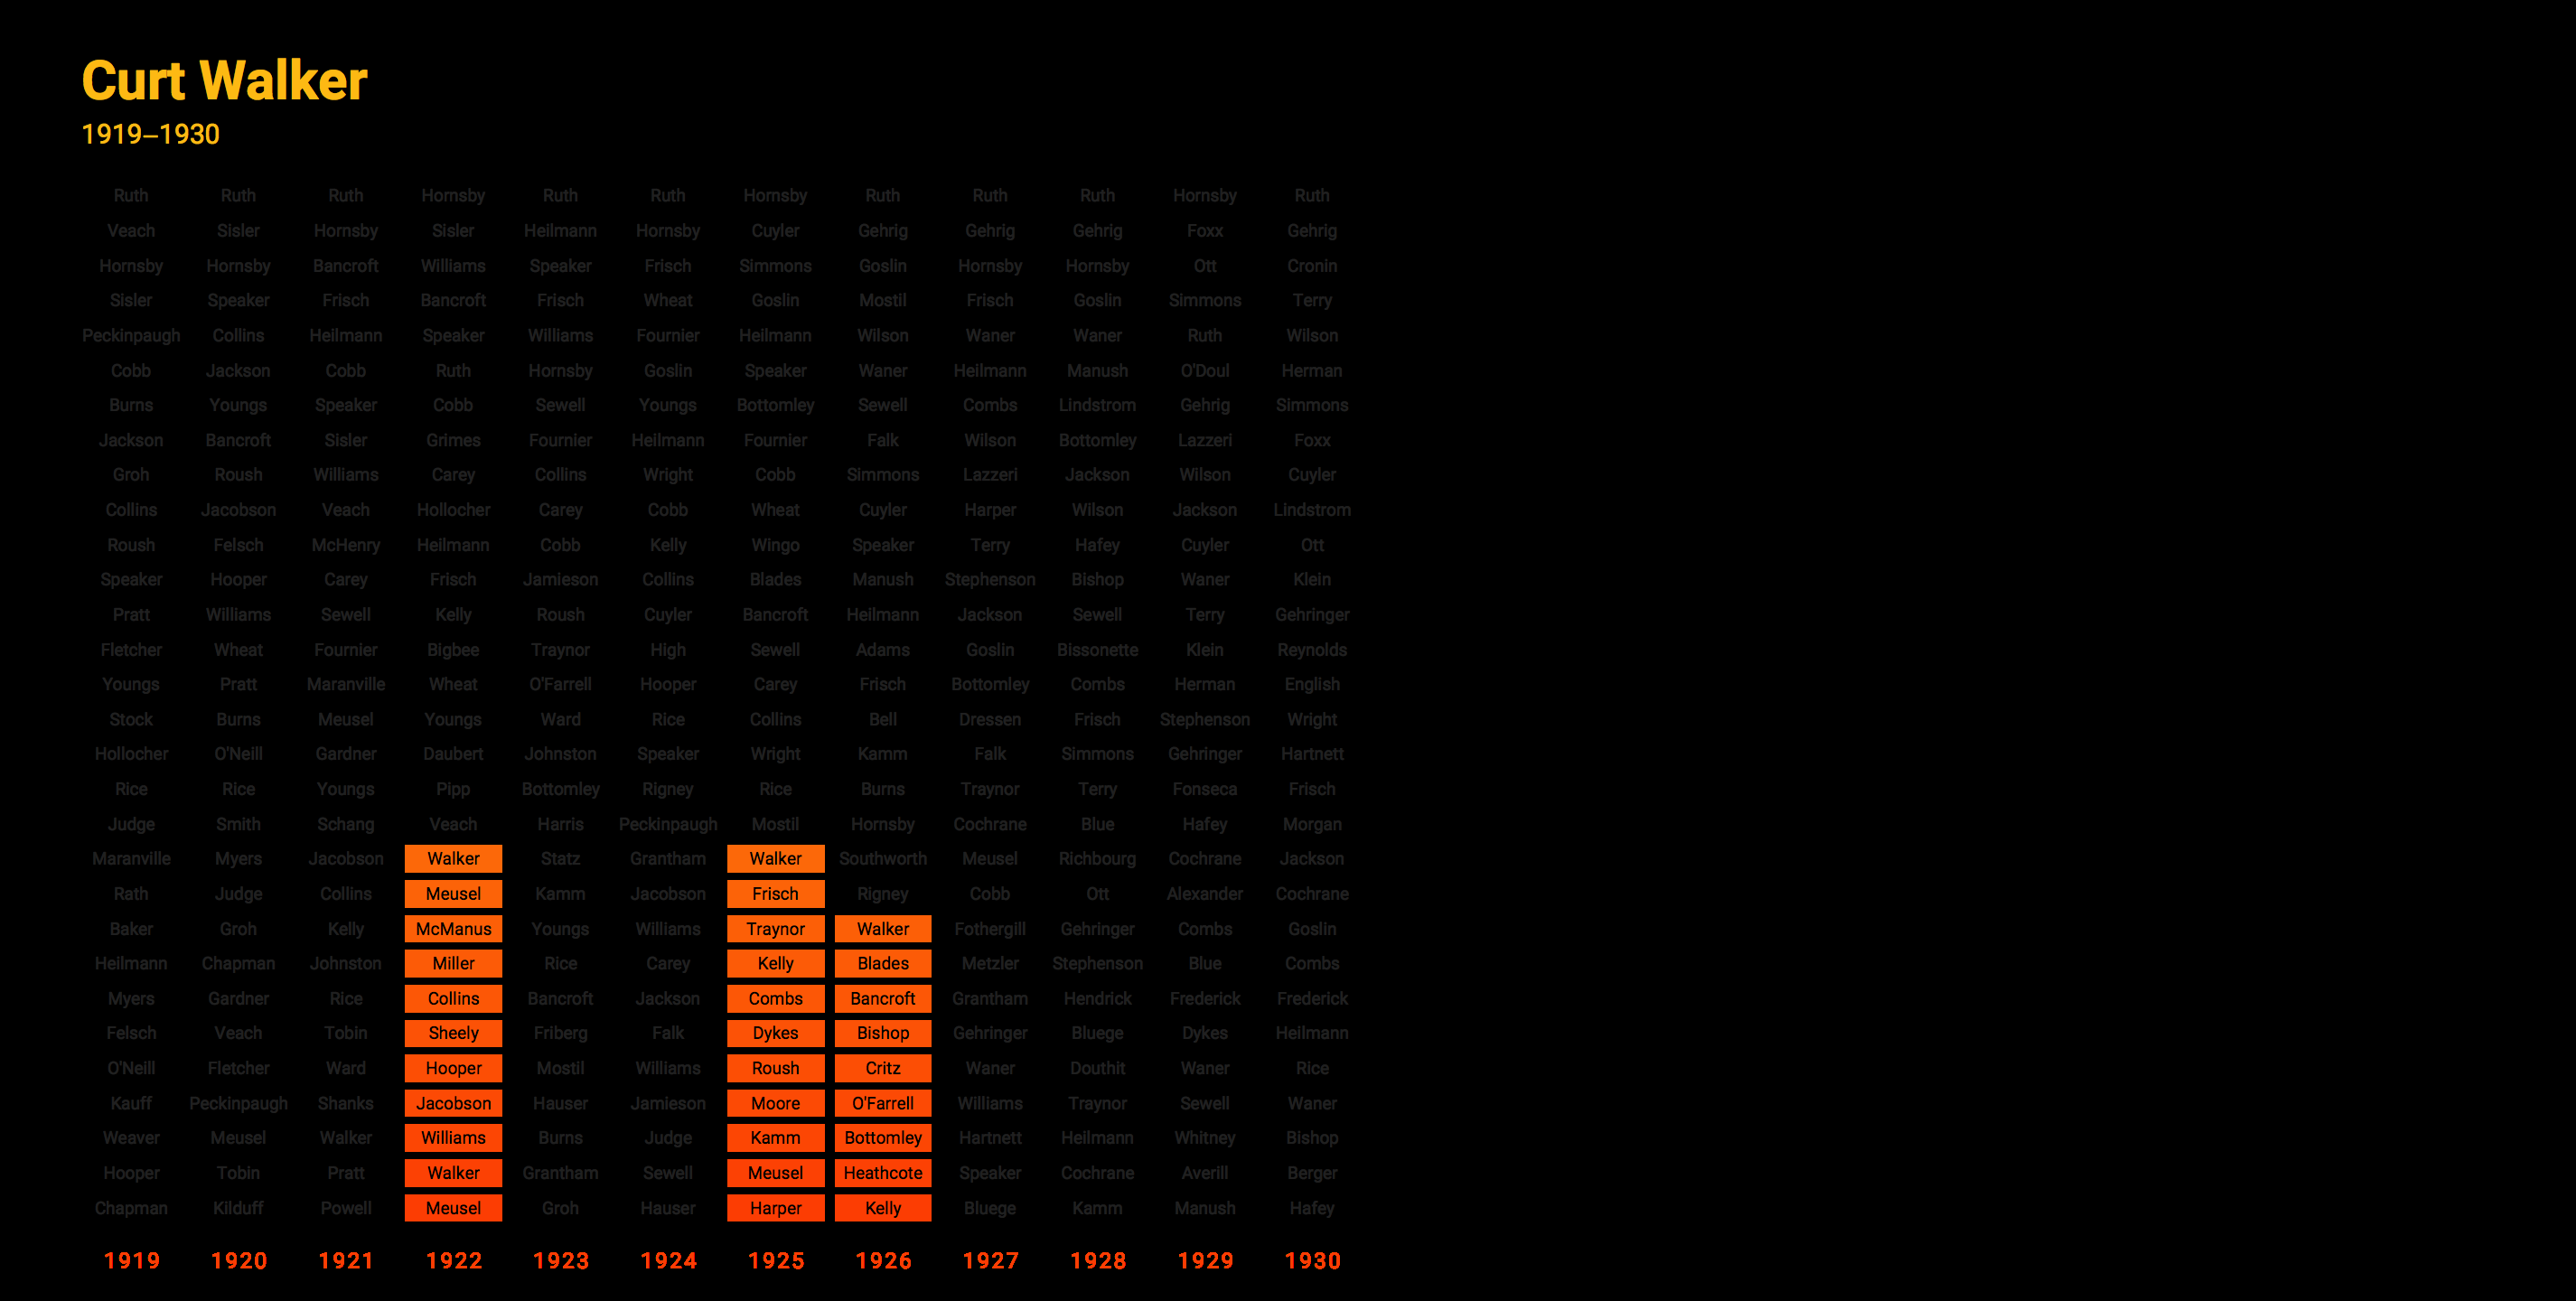 Curt Walker
1919–1930
Ruth Ruth Ruth Hornsby Ruth Ruth Hornsby Ruth Ruth Ruth Hornsby Ruth
Veach Sisler Hornsby Sisler Heilmann Hornsby Cuyler Gehrig Gehrig Gehrig Foxx Gehrig
Hornsby Hornsby Bancroft Williams Speaker Frisch Simmons Goslin Hornsby Hornsby Ott Cronin
Sisler Speaker Frisch Bancroft Frisch Wheat Goslin Mostil Frisch Goslin Simmons Terry
Peckinpaugh Collins Heilmann Speaker Williams Fournier Heilmann Wilson Waner Waner Ruth Wilson
Cobb Jackson Cobb Ruth Hornsby Goslin Speaker Waner Heilmann Manush O'Doul Herman
Burns Youngs Speaker Cobb Sewell Youngs Bottomley Sewell Combs Lindstrom Gehrig Simmons
Jackson Bancroft Sisler Grimes Fournier Heilmann Fournier Falk Wilson Bottomley Lazzeri Foxx
Groh Roush Williams Carey Collins Wright Cobb Simmons Lazzeri Jackson Wilson Cuyler
Collins Jacobson Veach Hollocher Carey Cobb Wheat Cuyler Harper Wilson Jackson Lindstrom
Roush Felsch McHenry Heilmann Cobb Kelly Wingo Speaker Terry Hafey Cuyler Ott
Speaker Hooper Carey Frisch Jamieson Collins Blades Manush Stephenson Bishop Waner Klein
Pratt Williams Sewell Kelly Roush Cuyler Bancroft Heilmann Jackson Sewell Terry Gehringer
Fletcher Wheat Fournier Bigbee Traynor High Sewell Adams Goslin Bissonette Klein Reynolds
Youngs Pratt Maranville Wheat O'Farrell Hooper Carey Frisch Bottomley Combs Herman English
Stock Burns Meusel Youngs Ward Rice Collins Bell Dressen Frisch Stephenson Wright
Hollocher O'Neill Gardner Daubert Johnston Speaker Wright Kamm Falk Simmons Gehringer Hartnett
Rice Rice Youngs Pipp Bottomley Rigney Rice Burns Traynor Terry Fonseca Frisch
Judge Smith Schang Veach Harris Peckinpaugh Mostil Hornsby Cochrane Blue Hafey Morgan
Maranville Myers Jacobson Walker Statz Grantham Walker Southworth Meusel Richbourg Cochrane Jackson
Rath Judge Collins Meusel Kamm Jacobson Frisch Rigney Cobb Ott Alexander Cochrane
Baker Groh Kelly McManus Youngs Williams Traynor Walker Fothergill Gehringer Combs Goslin
Heilmann Chapman Johnston Miller Rice Carey Kelly Blades Metzler Stephenson Blue Combs
Myers Gardner Rice Collins Bancroft Jackson Combs Bancroft Grantham Hendrick Frederick Frederick
Felsch Veach Tobin Sheely Friberg Falk Dykes Bishop Gehringer Bluege Dykes Heilmann
O'Neill Fletcher Ward Hooper Mostil Williams Roush Critz Waner Douthit Waner Rice
Kauff Peckinpaugh Shanks Jacobson Hauser Jamieson Moore O'Farrell Williams Traynor Sewell Waner
Weaver Meusel Walker Williams Burns Judge Kamm Bottomley Hartnett Heilmann Whitney Bishop
Hooper Tobin Pratt Walker Grantham Sewell Meusel Heathcote Speaker Cochrane Averill Berger
Chapman Kilduff Powell Meusel Groh Hauser Harper Kelly Bluege Kamm Manush Hafey
1919 1920 1921 1922 1923 1924 1925 1926 1927 1928 1929 1930